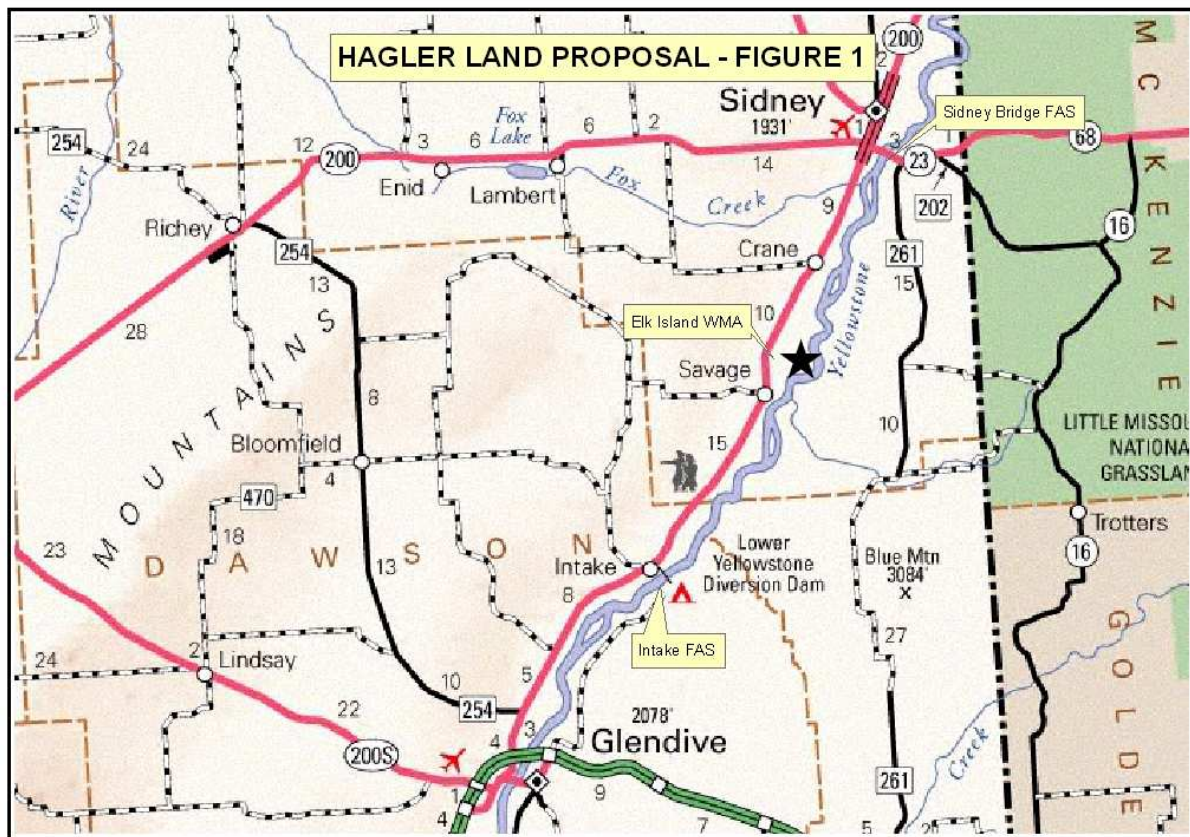 HAGLER LAND PROPOSAL - FIGURE 1
200
2
M C K E N Z I E
Sidney
1931'
1
3
Sidney Bridge FAS
Fox
Lake
6
2
254
24
12
200
3
6
14
23
68
Enid
Lambert
Fox
Creek
9
202
16
River
Richey
254
13
Crane
261
15
Yellowstone
28
10
Elk Island WMA
Savage
8
MOUNTAINS
Bloomfield
4
15
10
LITTLE MISSOU
NATIONA
GRASSLAN
470
18
23
DAWSON
13
Trotters
16
Intake
8
Lower
Yellowstone
Diversion Dam
Blue Mtn
3084'
x
Intake FAS
27
GOLDE
24
2
Lindsay
10
254
5
22
2078'
3
4
Glendive
200S
1
4
9
7
261
5
Creek